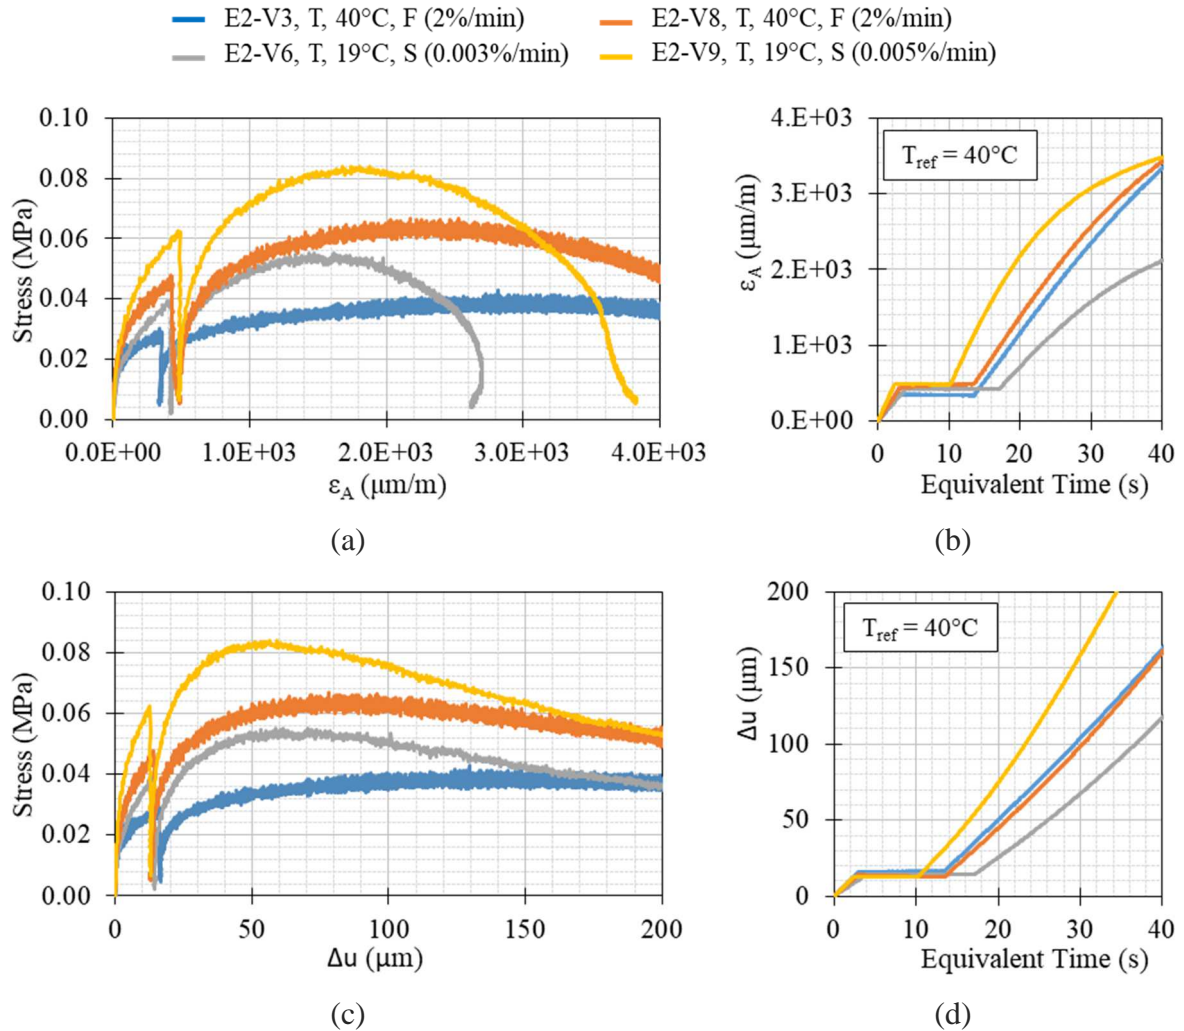 E2-V3, T, 40°C, F (2%/min)
E2-V8, T, 40°C, F (2%/min)
E2-V6, T, 19°C, S (0.003%/min)
E2-V9, T, 19°C, S (0.005%/min)
Stress (MPa)
0.10
0.08
0.06
0.04
0.02
0.00
0.0E+00 1.0E+03 2.0E+03 3.0E+03 4.0E+03
εA (μm/m)
(a)
εA (μm/m)
4.E+03
3.E+03
2.E+03
1.E+03
0.E+00
Tref = 40°C
0 10 20 30 40
Equivalent Time (s)
(b)
Stress (MPa)
0.10
0.08
0.06
0.04
0.02
0.00
0 50 100 150 200
Δu (μm)
(c)
Δu (μm)
200
150
100
50
0
Tref = 40°C
0 10 20 30 40
Equivalent Time (s)
(d)